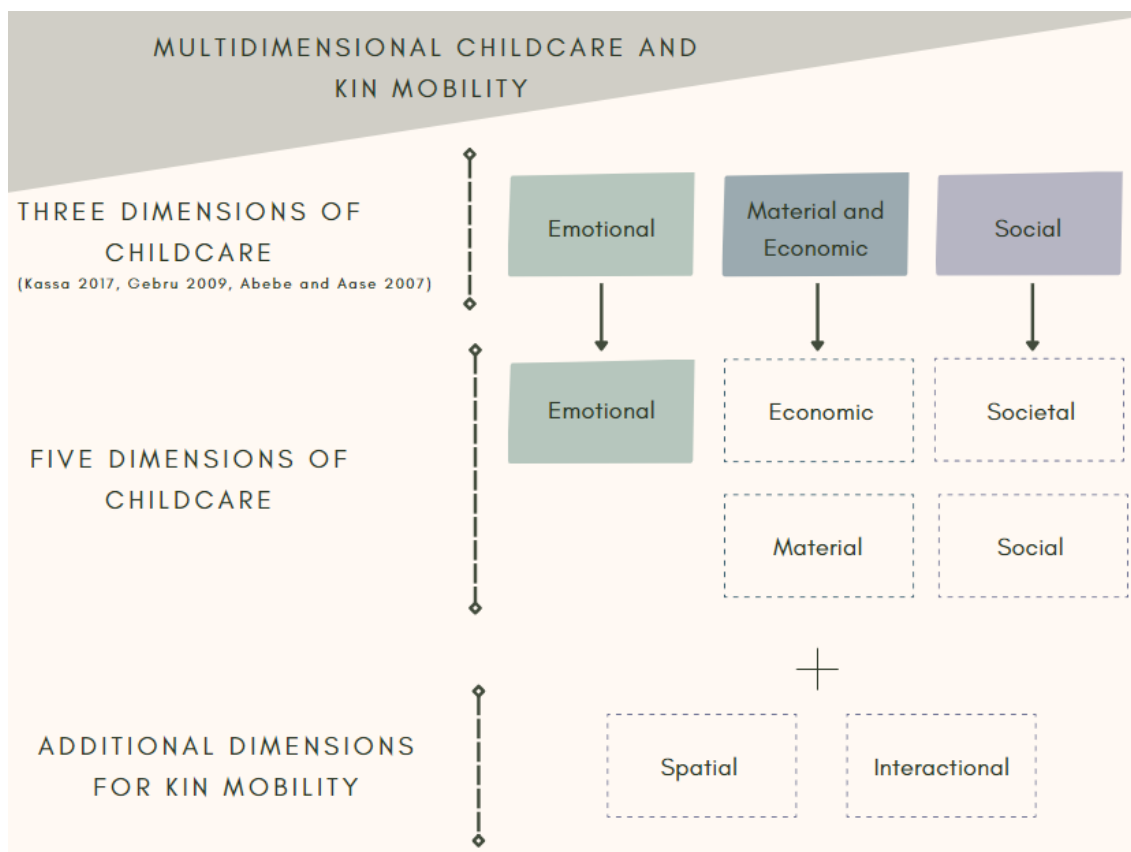 MULTIDIMENSIONAL CHILDCARE AND
KIN MOBILITY
THREE DIMENSIONS OF
CHILDCARE
(Kassa 2017, Gebru 2009, Abebe and Aase 2007)
Emotional
Material and
Economic
Social
FIVE DIMENSIONS OF
CHILDCARE
Emotional
Economic
Societal
Material
Social
ADDITIONAL DIMENSIONS
FOR KIN MOBILITY
Spatial
Interactional